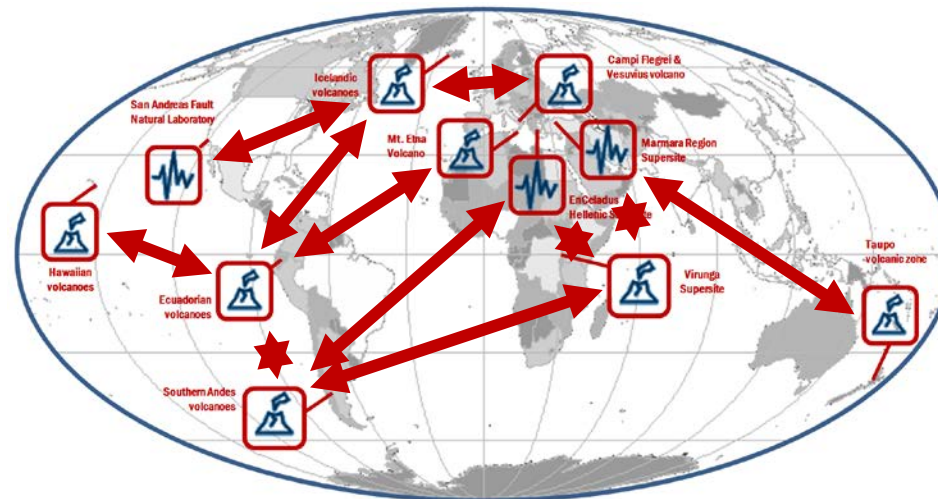 Icelandic
volcanoes
Campi Flegrei &
Vesuvius volcano
San Andreas Fault
Natural Laboratory
Mt. Etna
Volcano
Marmara Region
Supersite
EnCeladus
Hellenic
Hawaiian
volcanoes
Ecuadorian
volcanoes
Virunga
Supersite
Taupo
volcanic zone
Southern Andes
volcanoes